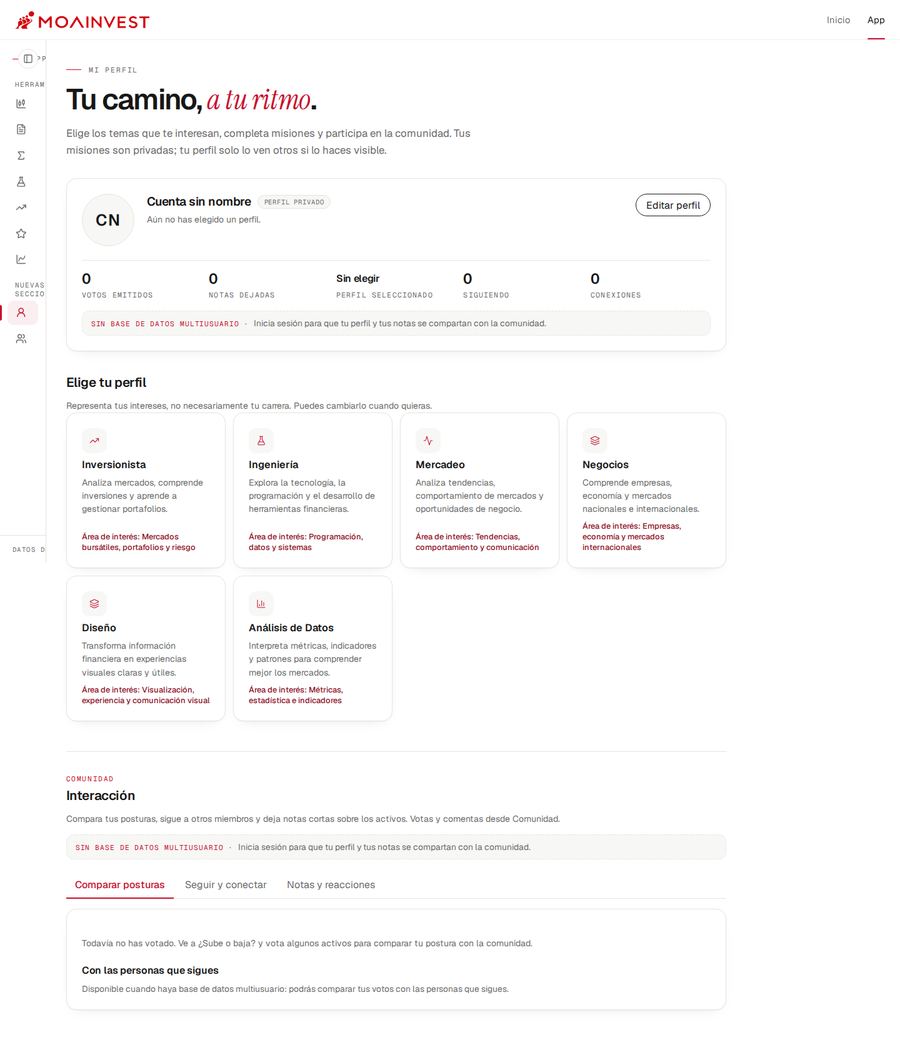 MOAINVEST
Inicio
App
HERRAM
NUEVAS
SECCIO
DATOS D
MI PERFIL
Tu camino, a tu ritmo.
Elige los temas que te interesan, completa misiones y participa en la comunidad. Tus
misiones son privadas; tu perfil solo lo ven otros si lo haces visible.
CN
Cuenta sin nombre
PERFIL PRIVADO
Aún no has elegido un perfil.
Editar perfil
0
VOTOS EMITIDOS
0
NOTAS DEJADAS
Sin elegir
PERFIL SELECCIONADO
0
SIGUIENDO
0
CONEXIONES
SIN BASE DE DATOS MULTIUSUARIO · Inicia sesión para que tu perfil y tus notas se compartan con la comunidad.
Elige tu perfil
Representa tus intereses, no necesariamente tu carrera. Puedes cambiarlo cuando quieras.
Inversionista
Analiza mercados, comprende
inversiones y aprende a
gestionar portafolios.
Área de interés: Mercados
bursátiles, portafolios y riesgo
Ingeniería
Explora la tecnología, la
programación y el desarrollo de
herramientas financieras.
Área de interés: Programación,
datos y sistemas
Mercadeo
Analiza tendencias,
comportamiento de mercados y
oportunidades de negocio.
Área de interés: Tendencias,
comportamiento y comunicación
Negocios
Comprende empresas,
economía y mercados
nacionales e internacionales.
Área de interés: Empresas,
economía y mercados
internacionales
Diseño
Transforma información
financiera en experiencias
visuales claras y útiles.
Área de interés: Visualización,
experiencia y comunicación visual
Análisis de Datos
Interpreta métricas, indicadores
y patrones para comprender
mejor los mercados.
Área de interés: Métricas,
estadística e indicadores
COMUNIDAD
Interacción
Compara tus posturas, sigue a otros miembros y deja notas cortas sobre los activos. Votas y comentas desde Comunidad.
SIN BASE DE DATOS MULTIUSUARIO · Inicia sesión para que tu perfil y tus notas se compartan con la comunidad.
Comparar posturas
Seguir y conectar
Notas y reacciones
Todavía no has votado. Ve a ¿Sube o baja? y vota algunos activos para comparar tu postura con la comunidad.
Con las personas que sigues
Disponible cuando haya base de datos multiusuario: podrás comparar tus votos con las personas que sigues.